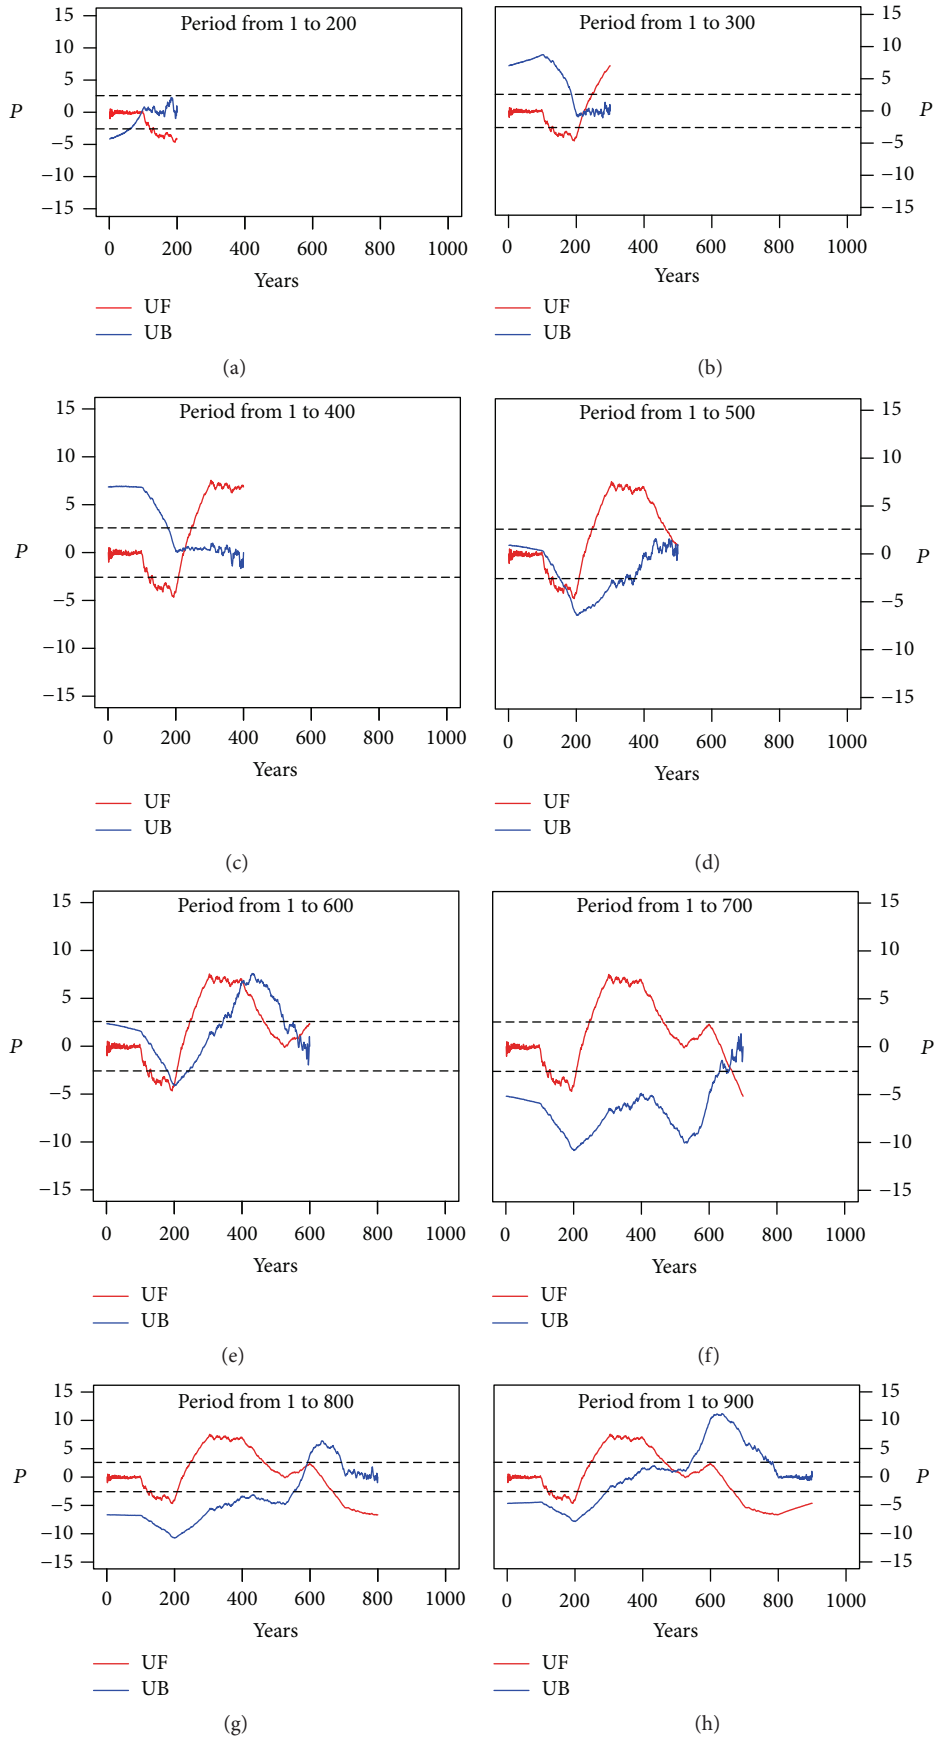 Period from 1 to 200
15
10
5
0
−5
−10
−15
P
0 200 400 600 800 1000
Years
UF
UB
(a)
Period from 1 to 300
15
10
5
0
−5
−10
−15
P
0 200 400 600 800 1000
Years
UF
UB
(b)
Period from 1 to 400
15
10
5
0
−5
−10
−15
P
0 200 400 600 800 1000
Years
UF
UB
(c)
Period from 1 to 500
15
10
5
0
−5
−10
−15
P
0 200 400 600 800 1000
Years
UF
UB
(d)
Period from 1 to 600
15
10
5
0
−5
−10
−15
P
0 200 400 600 800 1000
Years
UF
UB
(e)
Period from 1 to 700
15
10
5
0
−5
−10
−15
P
0 200 400 600 800 1000
Years
UF
UB
(f)
Period from 1 to 800
15
10
5
0
−5
−10
−15
P
0 200 400 600 800 1000
Years
UF
UB
(g)
Period from 1 to 900
15
10
5
0
−5
−10
−15
P
0 200 400 600 800 1000
Years
UF
UB
(h)